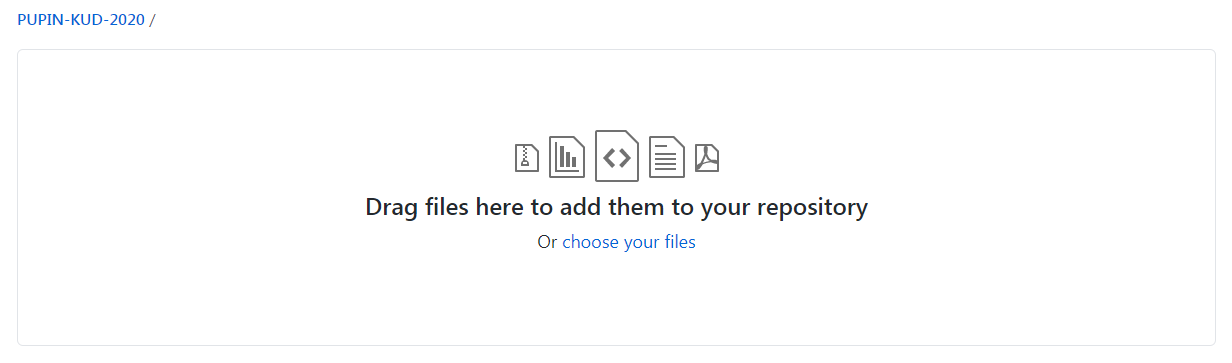 PUPIN-KUD-2020 /
Drag files here to add them to your repository
Or choose your files